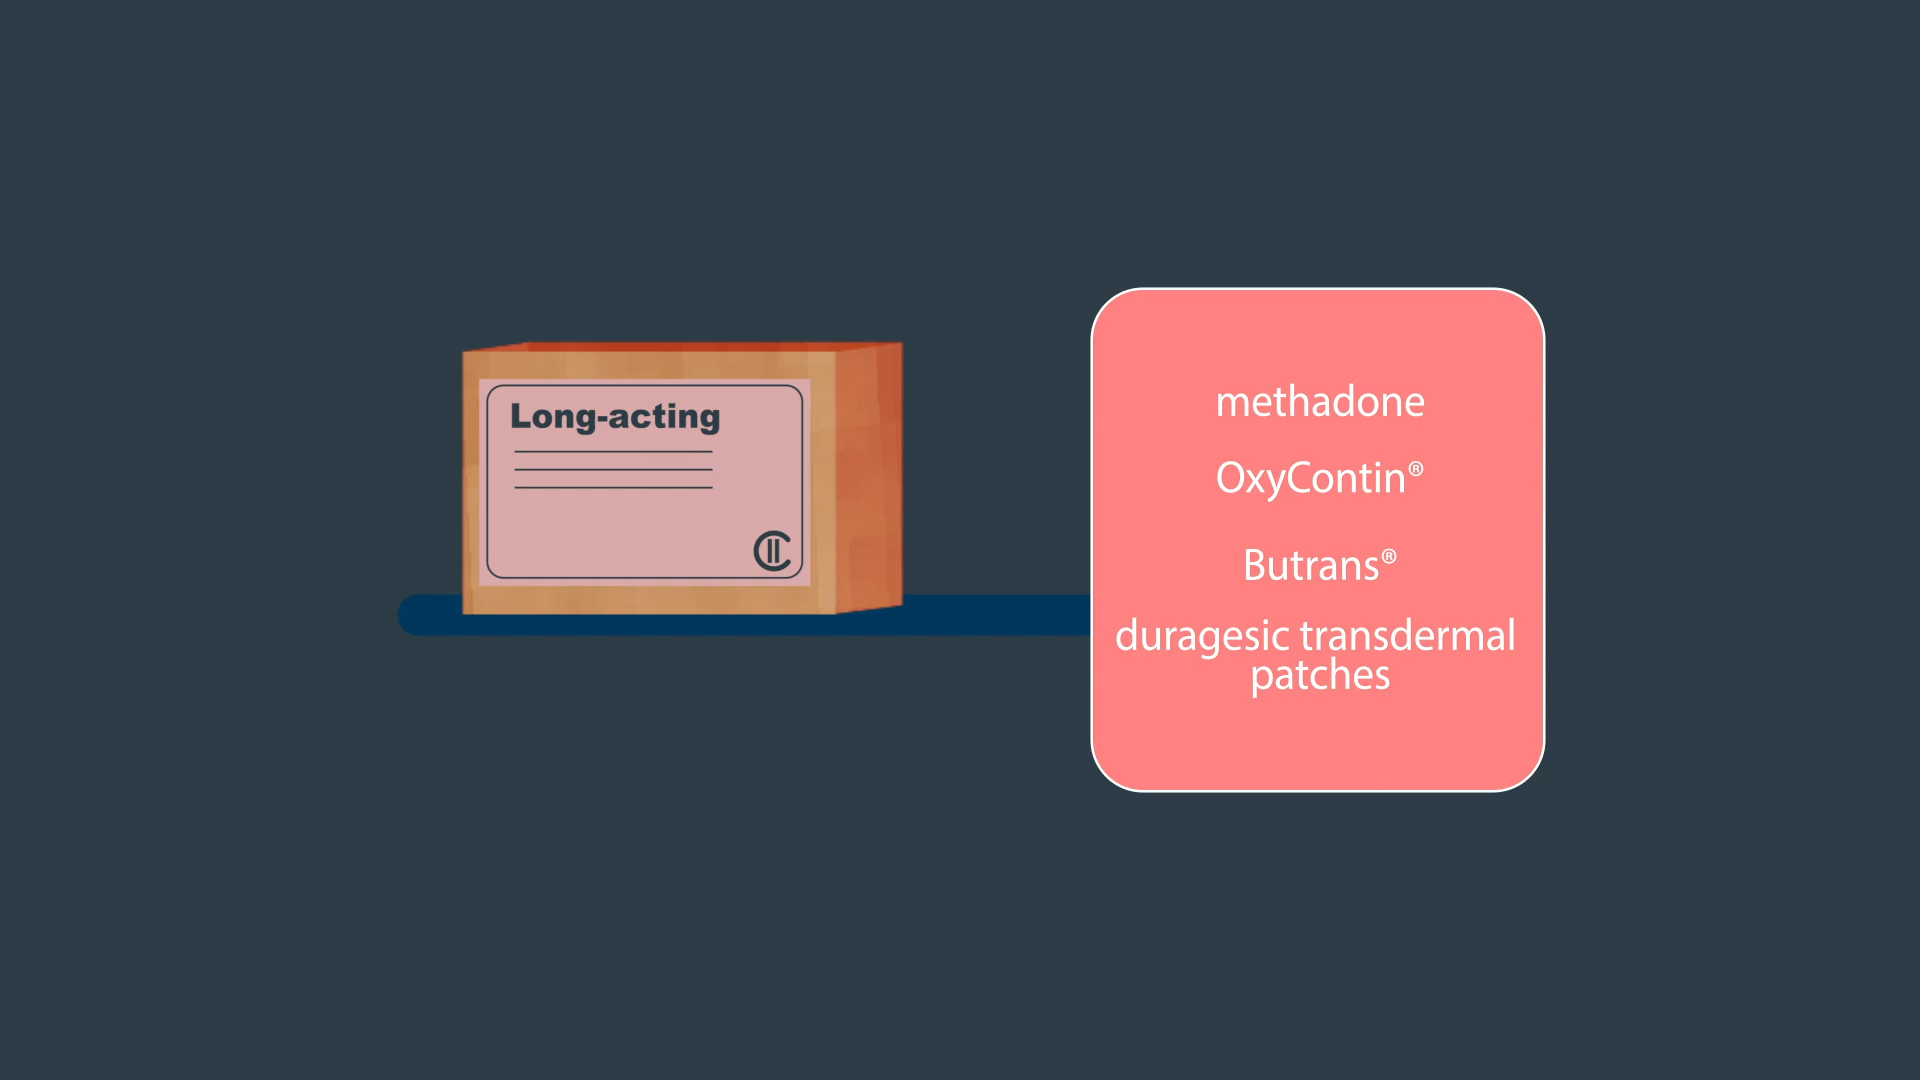 Long-acting
CII
methadone
OxyContin®
Butrans®
duragesic transdermal
patches